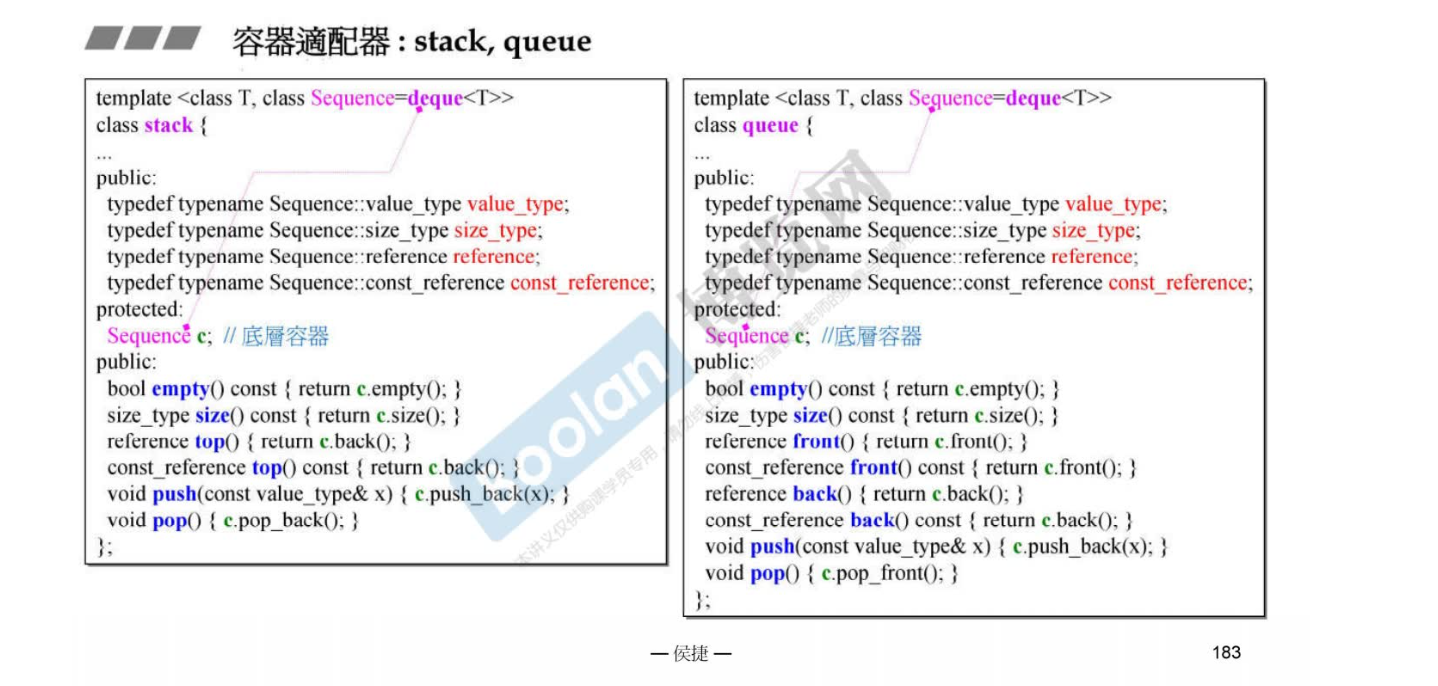 容器適配器 : stack, queue
template <class T, class Sequence=deque<T>>
class stack {
...
public:
typedef typename Sequence::value_type value_type;
typedef typename Sequence::size_type size_type;
typedef typename Sequence::reference reference;
typedef typename Sequence::const_reference const_reference;
protected:
Sequence c; // 底層容器
public:
bool empty() const { return c.empty(); }
size_type size() const { return c.size(); }
reference top() { return c.back(); }
const_reference top() const { return c.back(); }
void push(const value_type& x) { c.push_back(x); }
void pop() { c.pop_back(); }
};
template <class T, class Sequence=deque<T>>
class queue {
...
public:
typedef typename Sequence::value_type value_type;
typedef typename Sequence::size_type size_type;
typedef typename Sequence::reference reference;
typedef typename Sequence::const_reference const_reference;
protected:
Sequence c; //底層容器
public:
bool empty() const { return c.empty(); }
size_type size() const { return c.size(); }
reference front() { return c.front(); }
const_reference front() const { return c.front(); }
reference back() { return c.back(); }
const_reference back() const { return c.back(); }
void push(const value_type& x) { c.push_back(x); }
void pop() { c.pop_front(); }
};
Koolan 博览网
本讲义仅供购课学员专用
— 侯捷 —
183